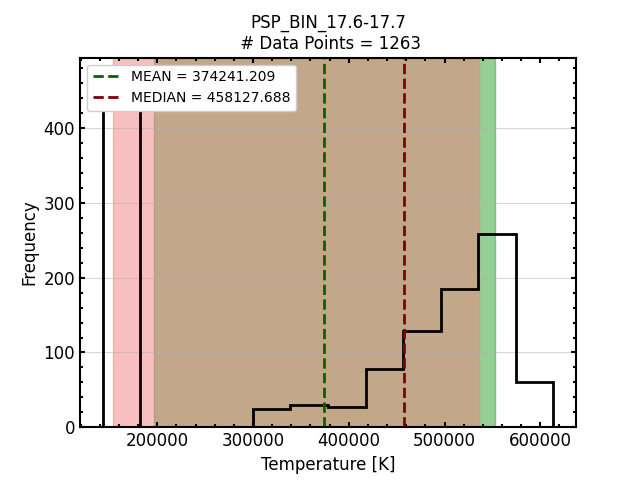 PSP_BIN_17.6-17.7
# Data Points = 1263
MEAN = 374241.209
MEDIAN = 458127.688
400
300
200
100
0
Frequency
200000 300000 400000 500000 600000
Temperature [K]